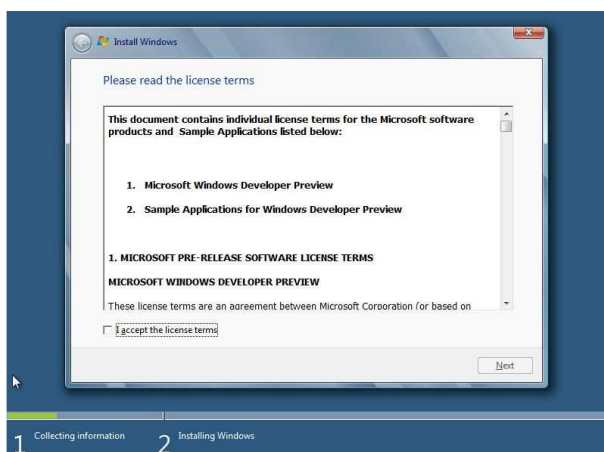 Install Windows
Please read the license terms
This document contains individual license terms for the Microsoft software
products and Sample Applications listed below:
1. Microsoft Windows Developer Preview
2. Sample Applications for Windows Developer Preview
1. MICROSOFT PRE-RELEASE SOFTWARE LICENSE TERMS
MICROSOFT WINDOWS DEVELOPER PREVIEW
These license terms are an agreement between Microsoft Corporation (or based on
I accept the license terms
Next
1 Collecting information 2 Installing Windows